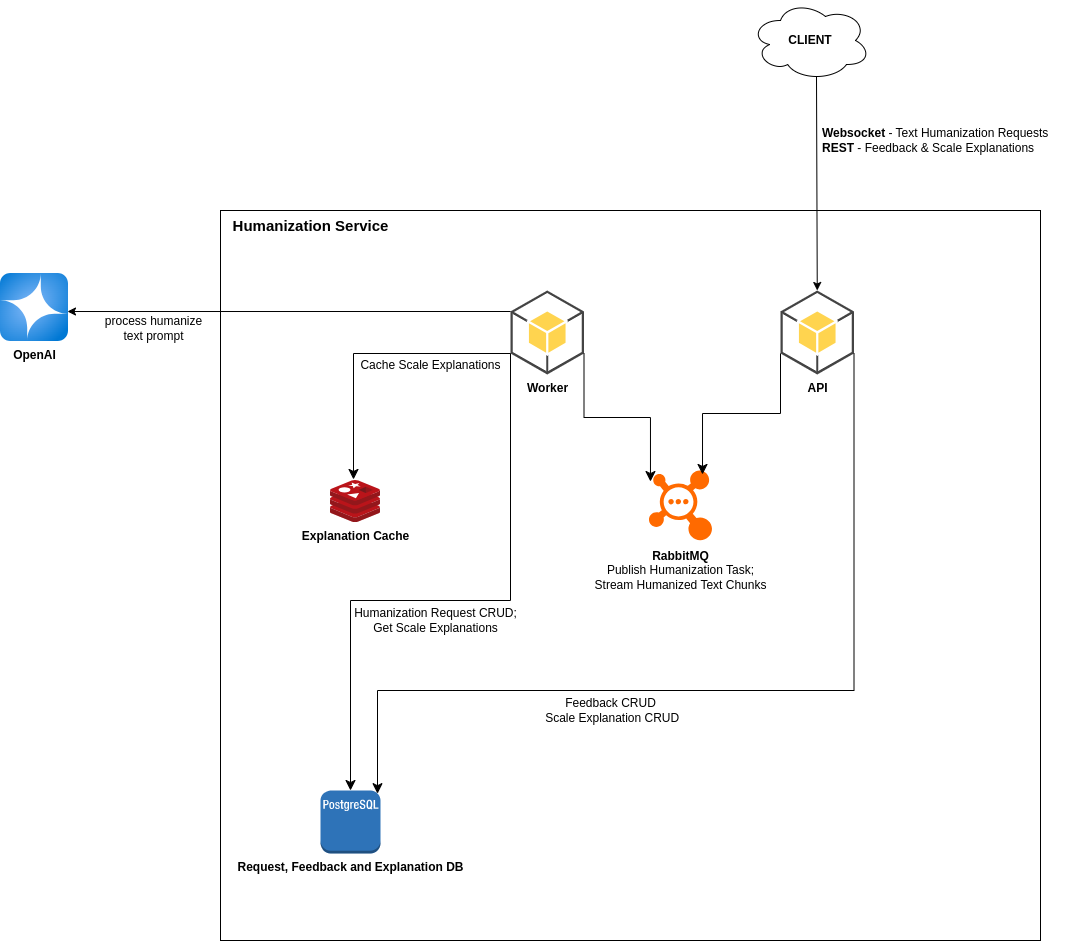 CLIENT
Websocket - Text Humanization Requests
REST - Feedback & Scale Explanations
Humanization Service
process humanize
text prompt
OpenAI
Cache Scale Explanations
Worker
API
Explanation Cache
RabbitMQ
Publish Humanization Task;
Stream Humanized Text Chunks
Humanization Request CRUD;
Get Scale Explanations
Feedback CRUD
Scale Explanation CRUD
PostgreSQL
Request, Feedback and Explanation DB